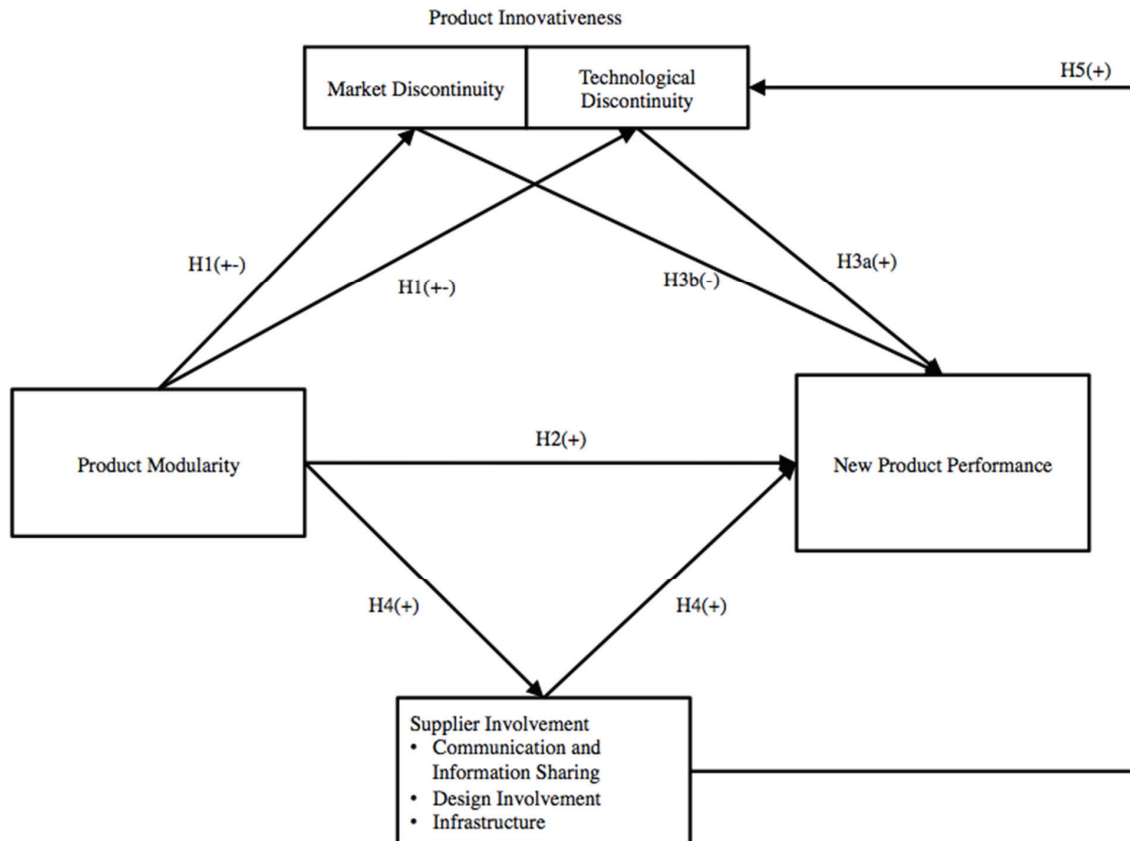 Product Innovativeness
Market Discontinuity
Technological
Discontinuity
H5(+)
H1(+-)
H1(+-)
H3b(-)
H3a(+)
Product Modularity
H2(+)
New Product Performance
H4(+)
H4(+)
Supplier Involvement
• Communication and
Information Sharing
• Design Involvement
• Infrastructure